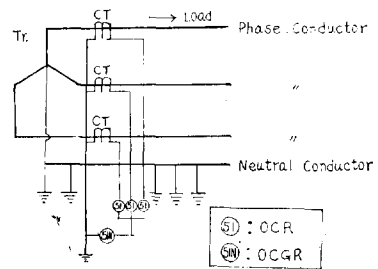 CT
→ Load
Phase Conductor
Tr.
CT
"
CT
"
Neutral Conductor
51 51 51
51N
51 : OCR
51N : OCGR